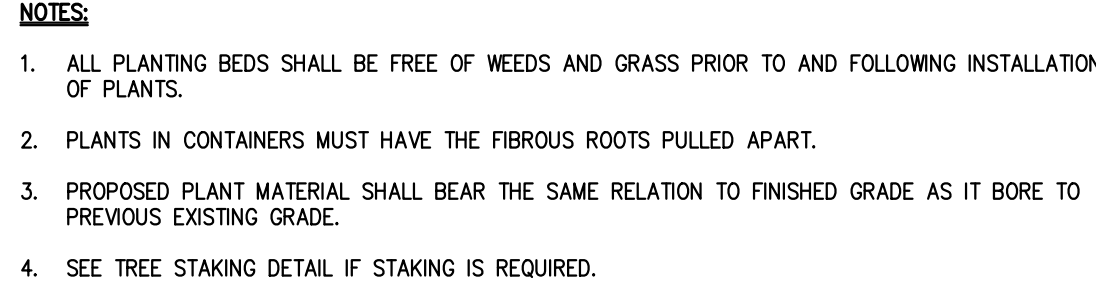 NOTES:
1. ALL PLANTING BEDS SHALL BE FREE OF WEEDS AND GRASS PRIOR TO AND FOLLOWING INSTALLATION
OF PLANTS.
2. PLANTS IN CONTAINERS MUST HAVE THE FIBROUS ROOTS PULLED APART.
3. PROPOSED PLANT MATERIAL SHALL BEAR THE SAME RELATION TO FINISHED GRADE AS IT BORE TO
PREVIOUS EXISTING GRADE.
4. SEE TREE STAKING DETAIL IF STAKING IS REQUIRED.